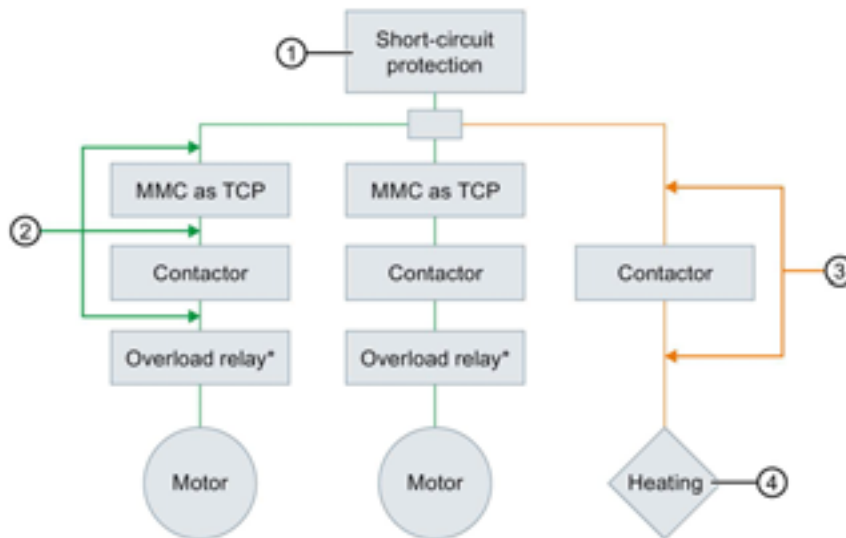 1
Short-circuit
protection
MMC as TCP
MMC as TCP
2
Contactor
Contactor
Contactor
3
Overload relay*
Overload relay*
Motor
Motor
Heating
4